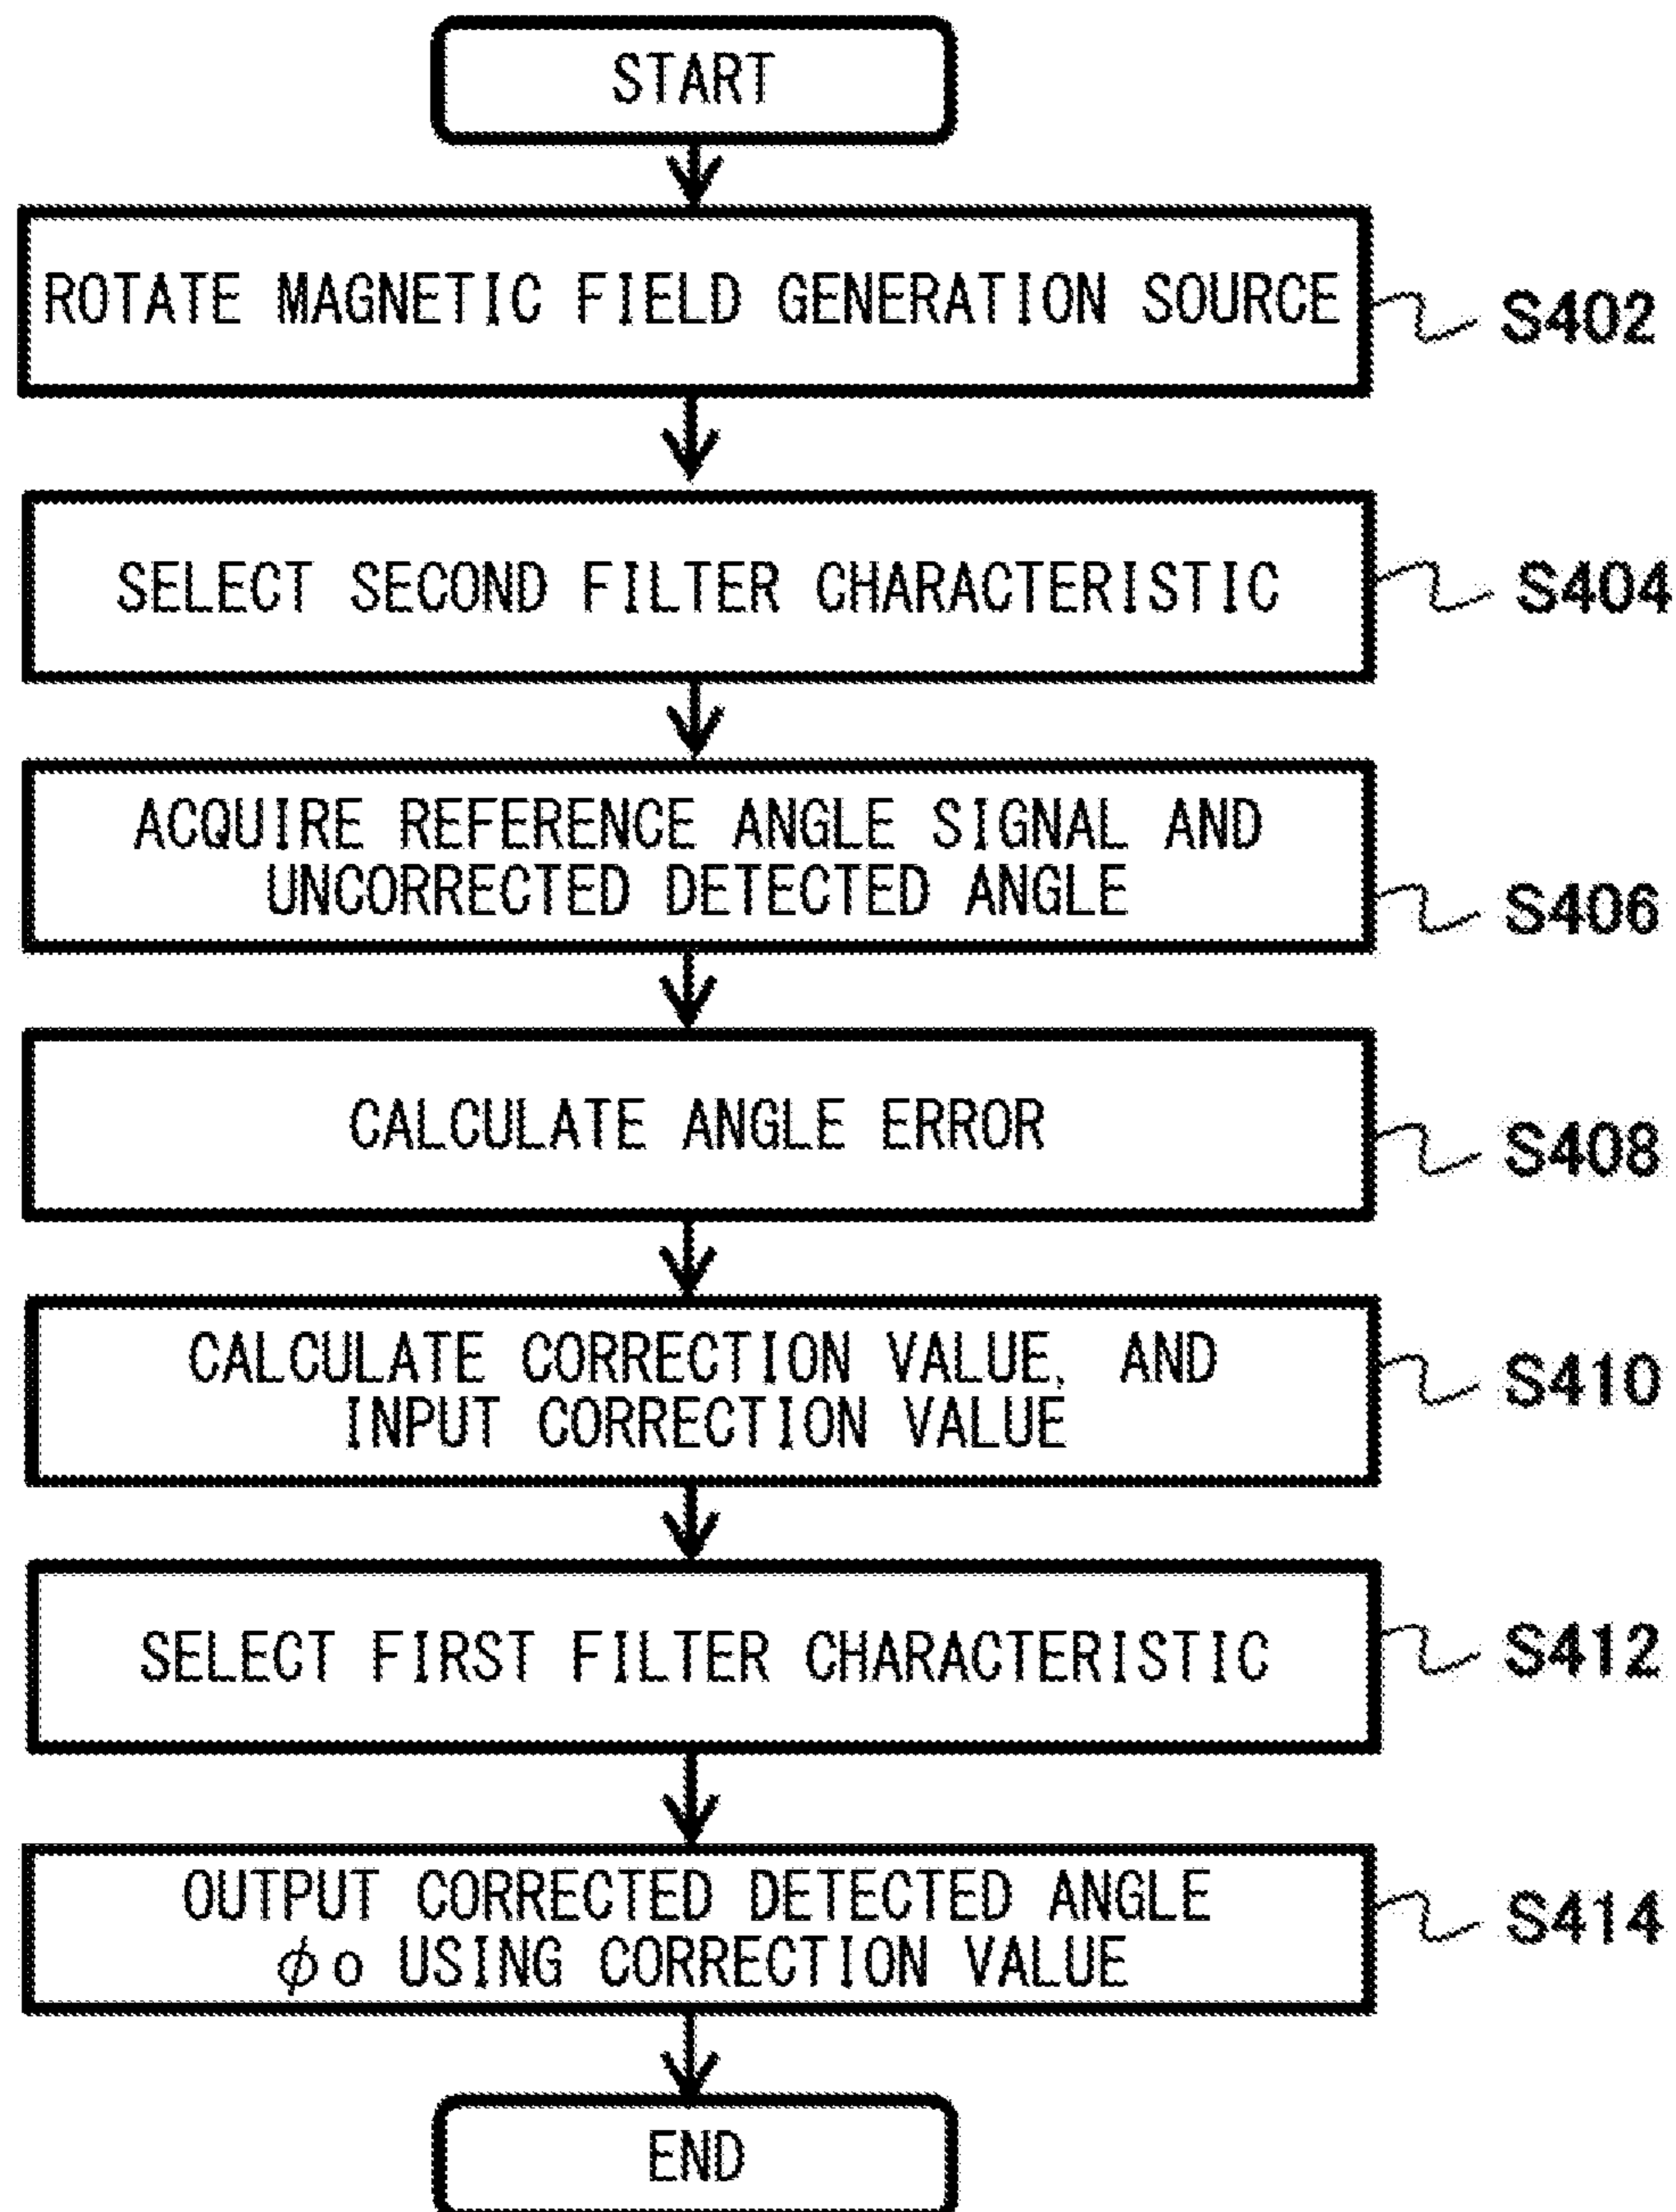 START
ROTATE MAGNETIC FIELD GENERATION SOURCE
S402
SELECT SECOND FILTER CHARACTERISTIC
S404
ACQUIRE REFERENCE ANGLE SIGNAL AND
UNCORRECTED DETECTED ANGLE
S406
CALCULATE ANGLE ERROR
S408
CALCULATE CORRECTION VALUE, AND
INPUT CORRECTION VALUE
S410
SELECT FIRST FILTER CHARACTERISTIC
S412
OUTPUT CORRECTED DETECTED ANGLE
φo USING CORRECTION VALUE
S414
END